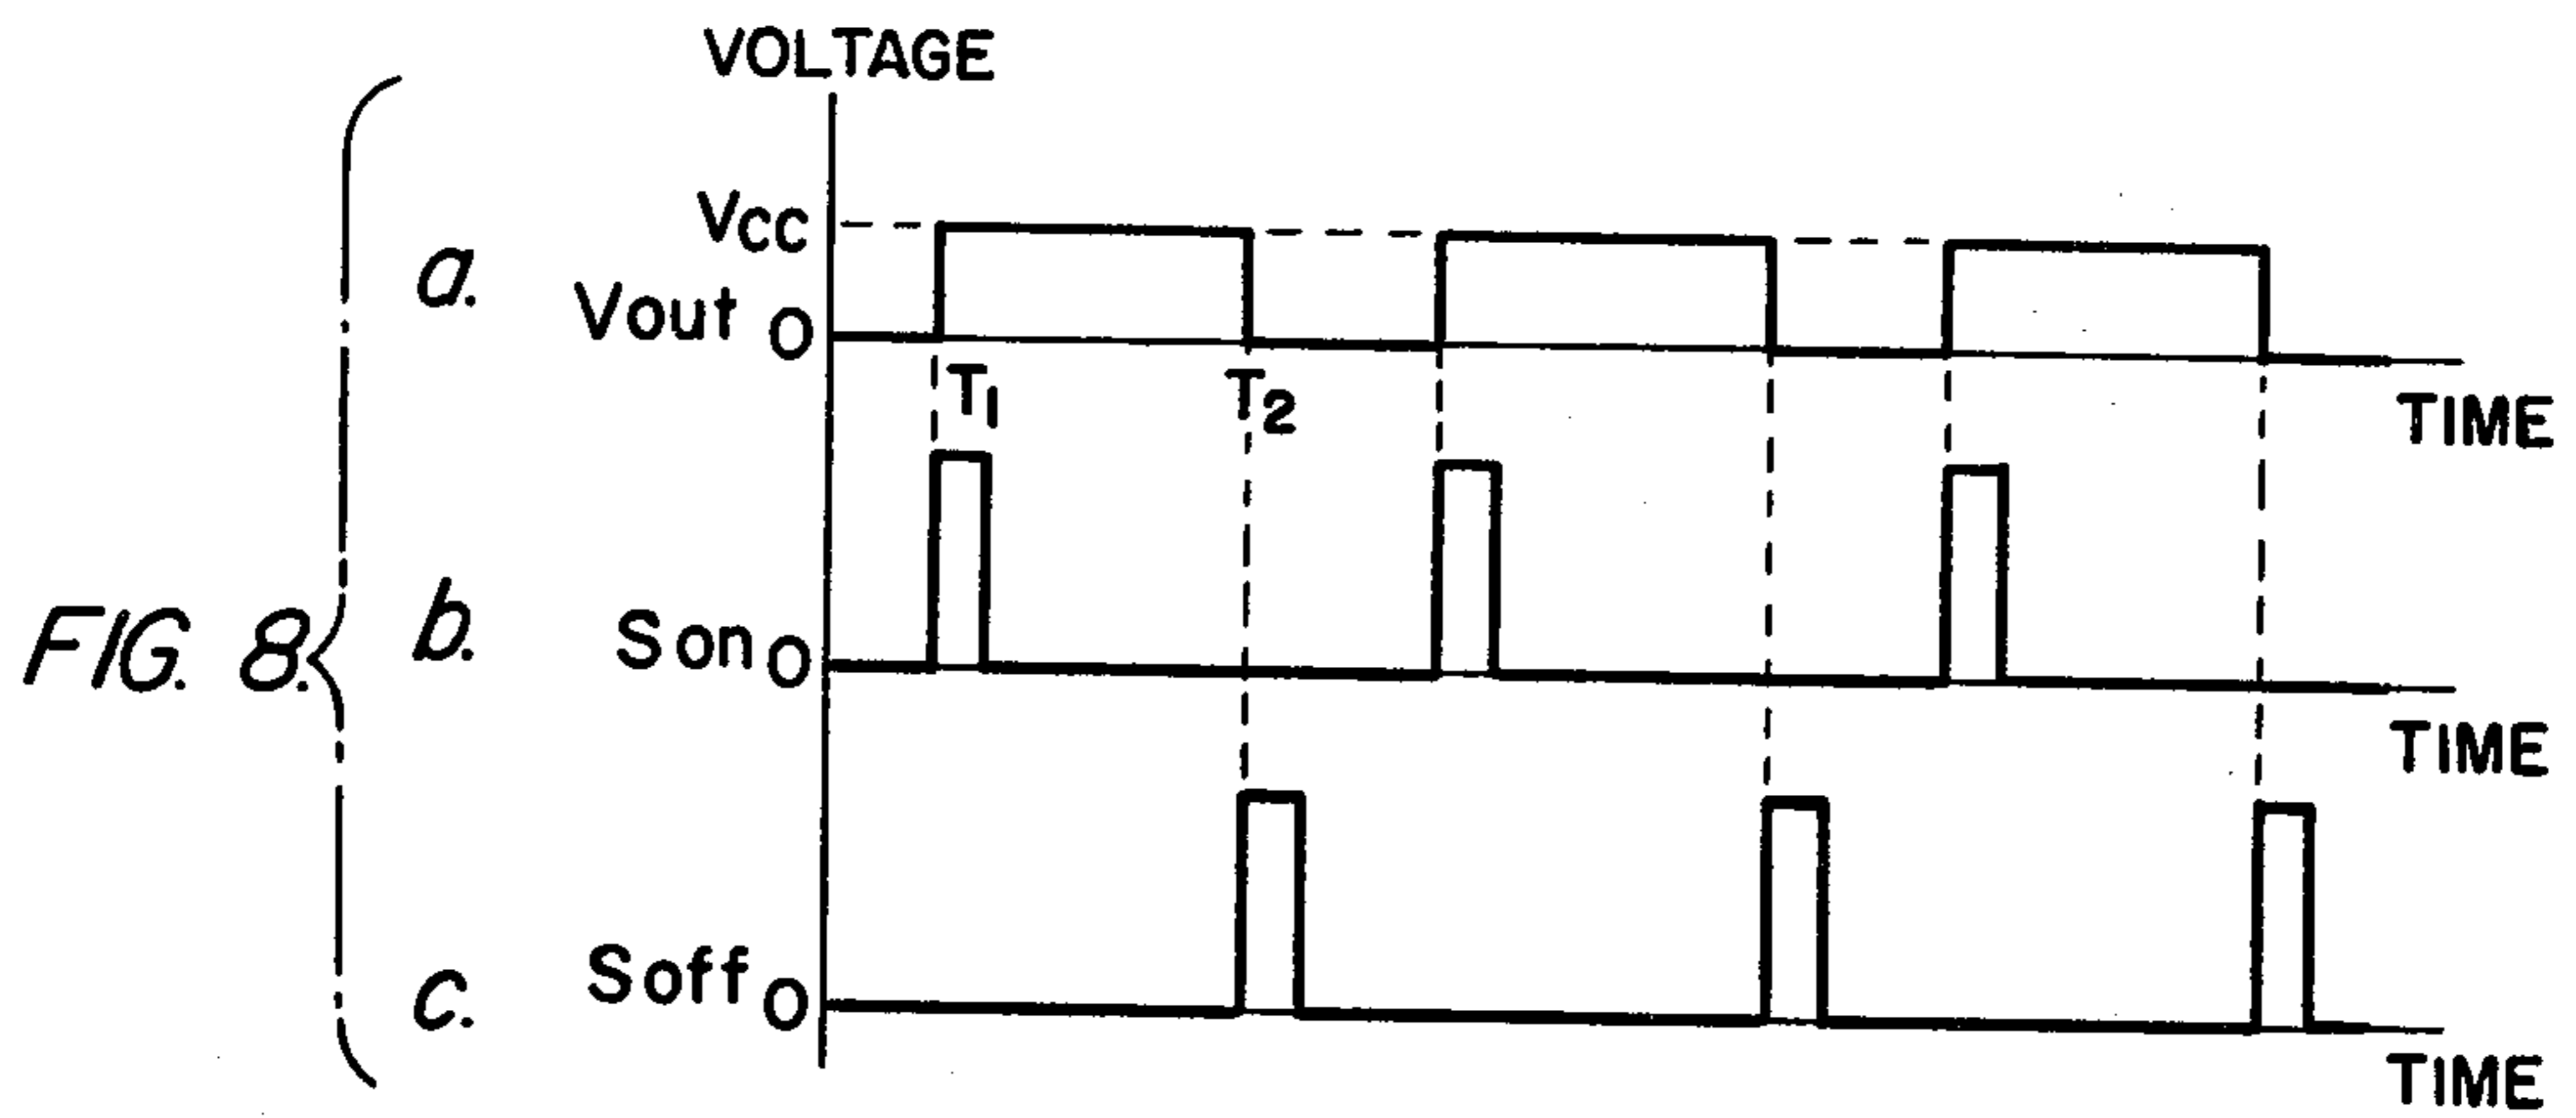 VOLTAGE
VCC
a.
Vout 0
T1
T2
TIME
FIG. 8.
b.
Son 0
TIME
c.
Soff 0
TIME